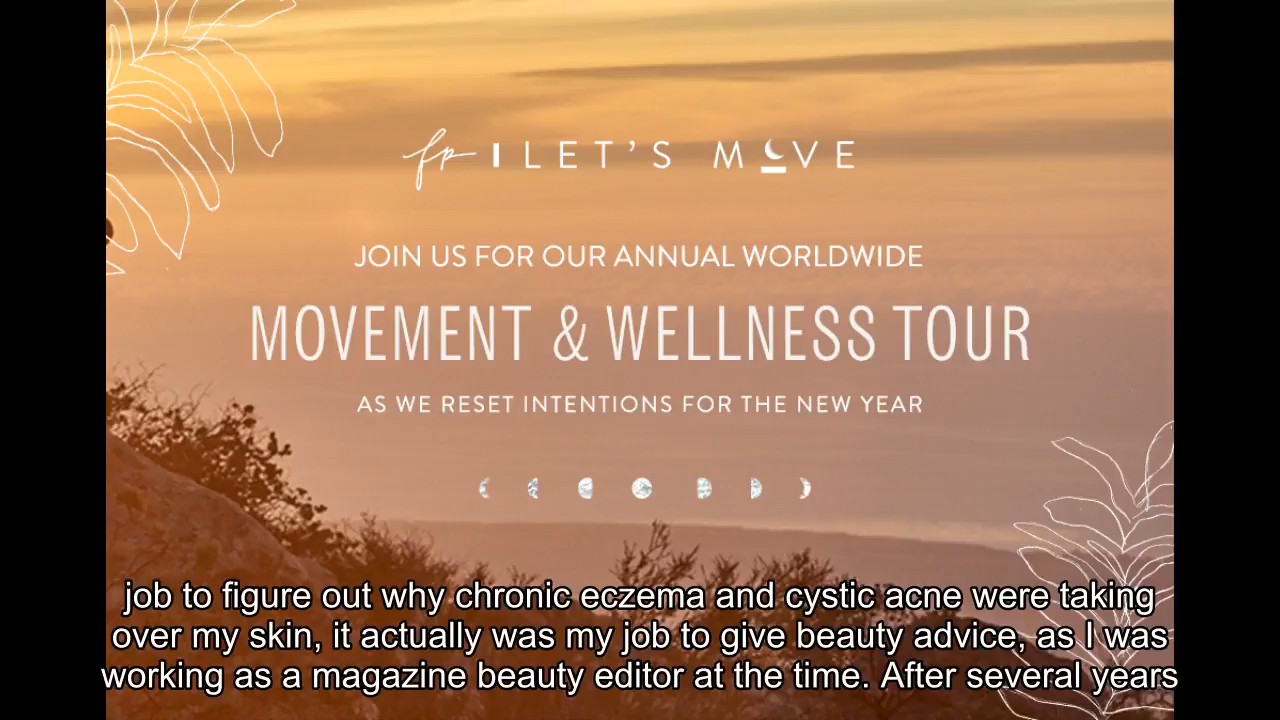 fp LET'S MOVE
JOIN US FOR OUR ANNUAL WORLDWIDE
MOVEMENT & WELLNESS TOUR
AS WE RESET INTENTIONS FOR THE NEW YEAR
job to figure out why chronic eczema and cystic acne were taking
over my skin, it actually was my job to give beauty advice, as I was
working as a magazine beauty editor at the time. After several years